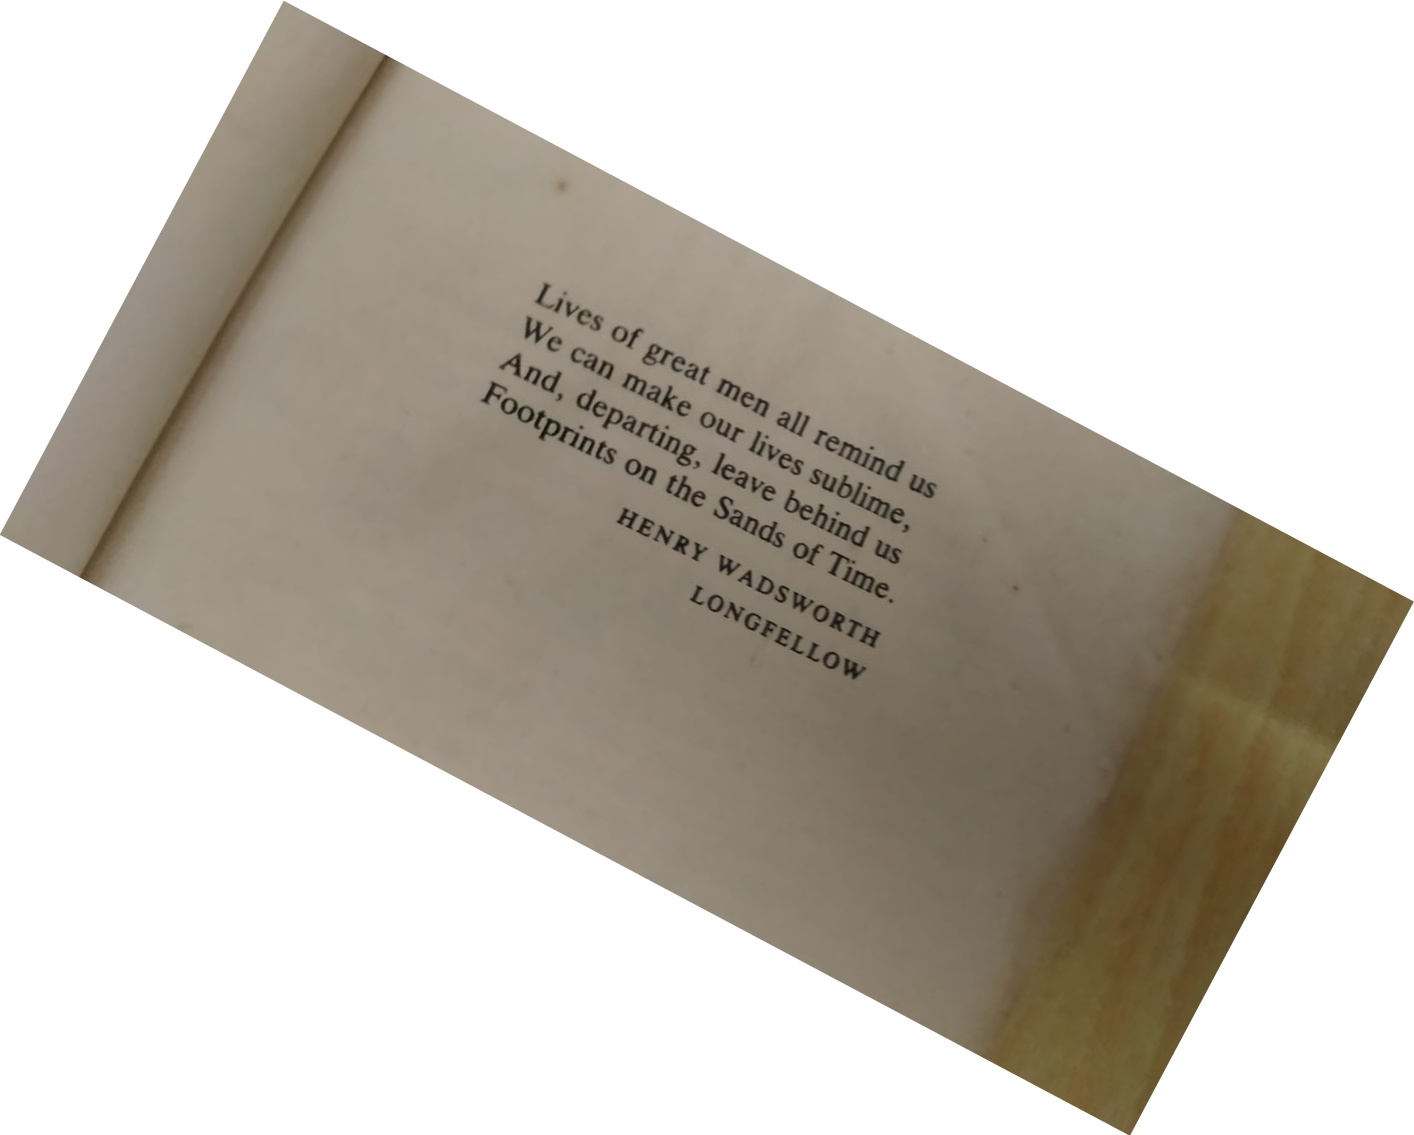 Lives of great men all remind us
We can make our lives sublime,
And, departing, leave behind us
Footprints on the Sands of Time.
HENRY WADSWORTH
LONGFELLOW